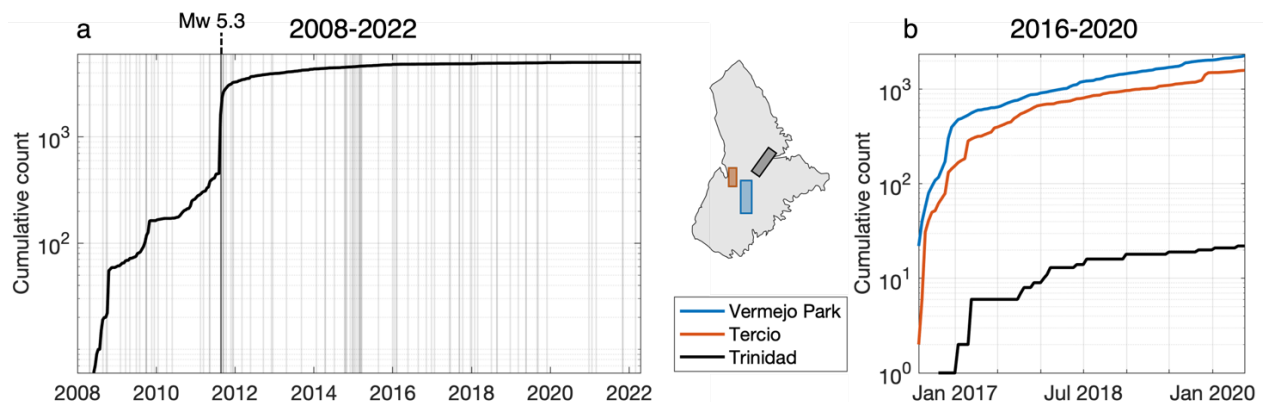 a
Mw 5.3
2008-2022
Cumulative count
10³
10²
2008
2010
2012
2014
2016
2018
2020
2022
Vermejo Park
Tercio
Trinidad
b
2016-2020
Cumulative count
10³
10²
10¹
10⁰
Jan 2017
Jul 2018
Jan 2020